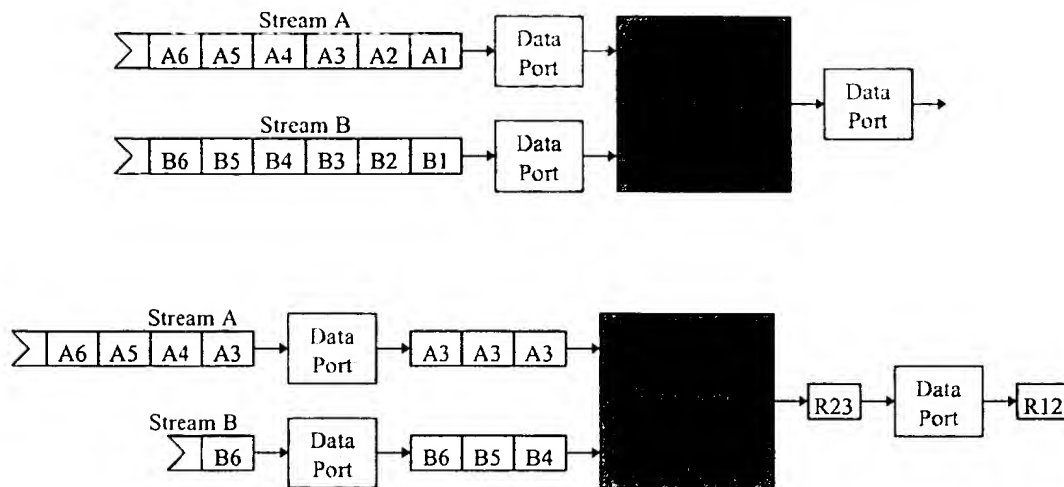 Stream A
A6 A5 A4 A3 A2 A1
Data Port
Stream B
B6 B5 B4 B3 B2 B1
Data Port
Data Port
Stream A
A6 A5 A4 A3
Data Port
A3 A3 A3
Stream B
B6
Data Port
B6 B5 B4
R23
Data Port
R12